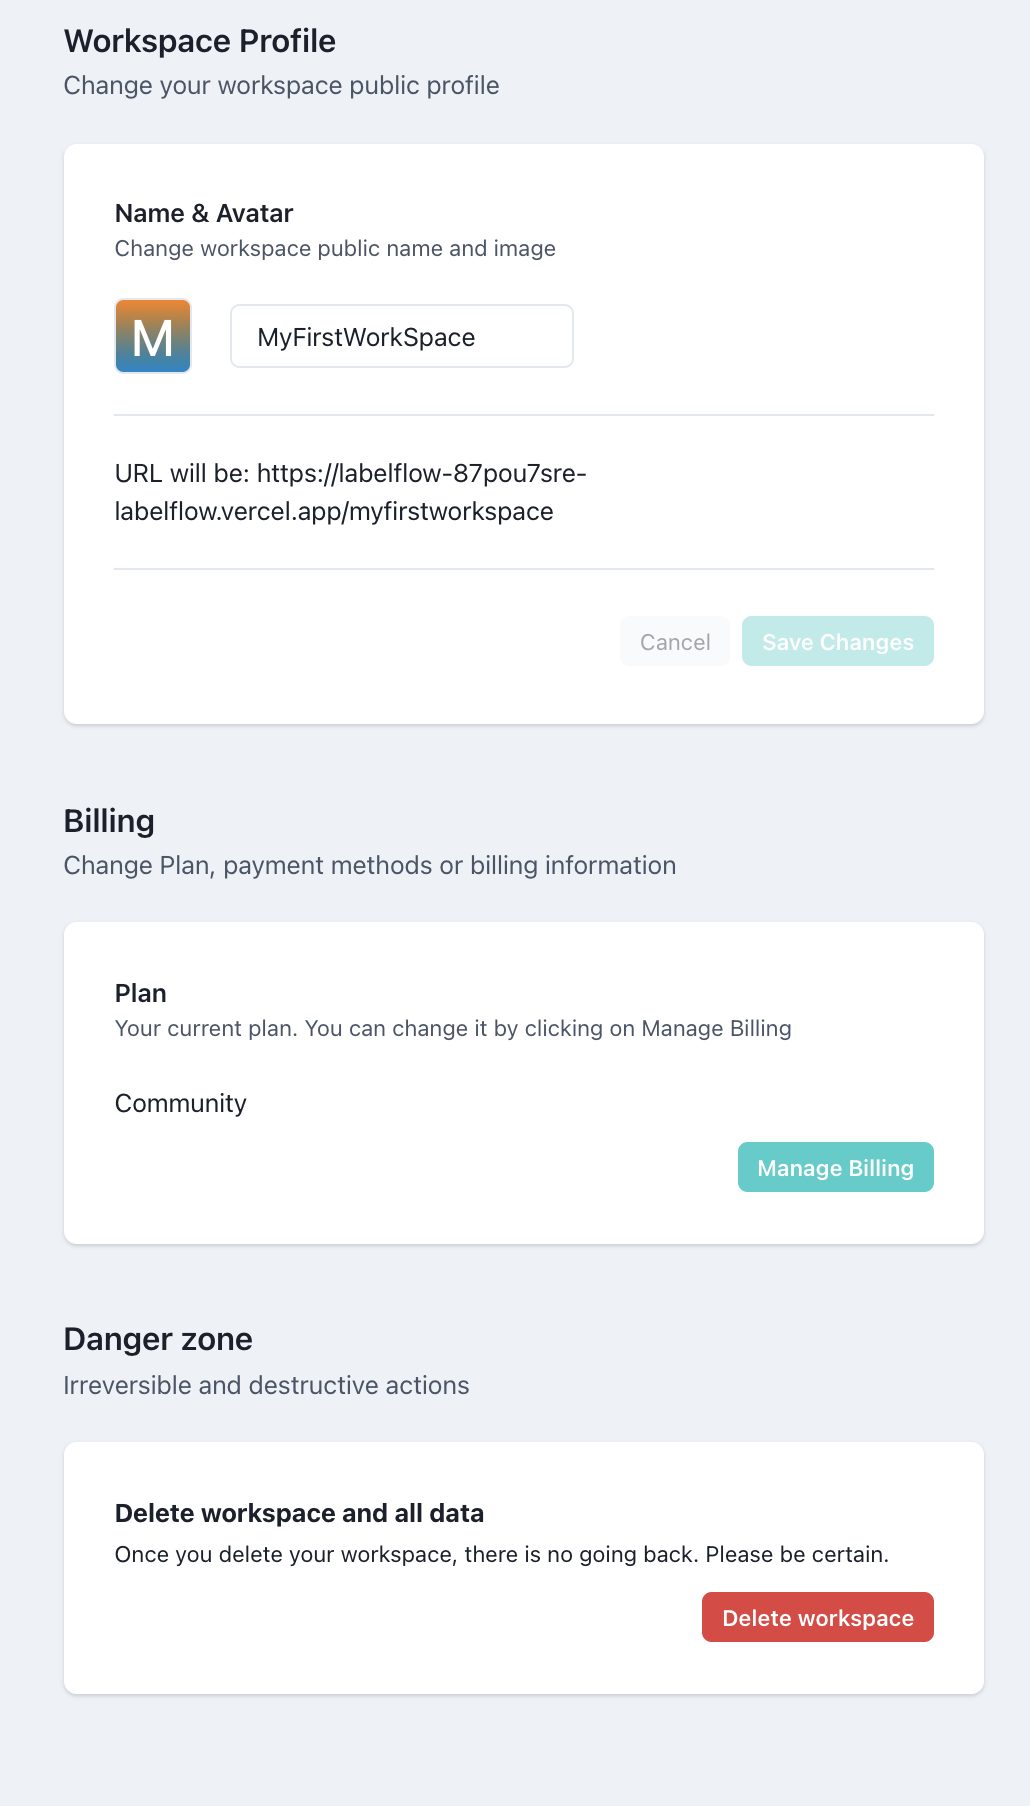 Workspace Profile
Change your workspace public profile
Name & Avatar
Change workspace public name and image
M
MyFirstWorkSpace
URL will be: https://labelflow-87pou7sre-
labelflow.vercel.app/myfirstworkspace
Cancel
Save Changes
Billing
Change Plan, payment methods or billing information
Plan
Your current plan. You can change it by clicking on Manage Billing
Community
Manage Billing
Danger zone
Irreversible and destructive actions
Delete workspace and all data
Once you delete your workspace, there is no going back. Please be certain.
Delete workspace